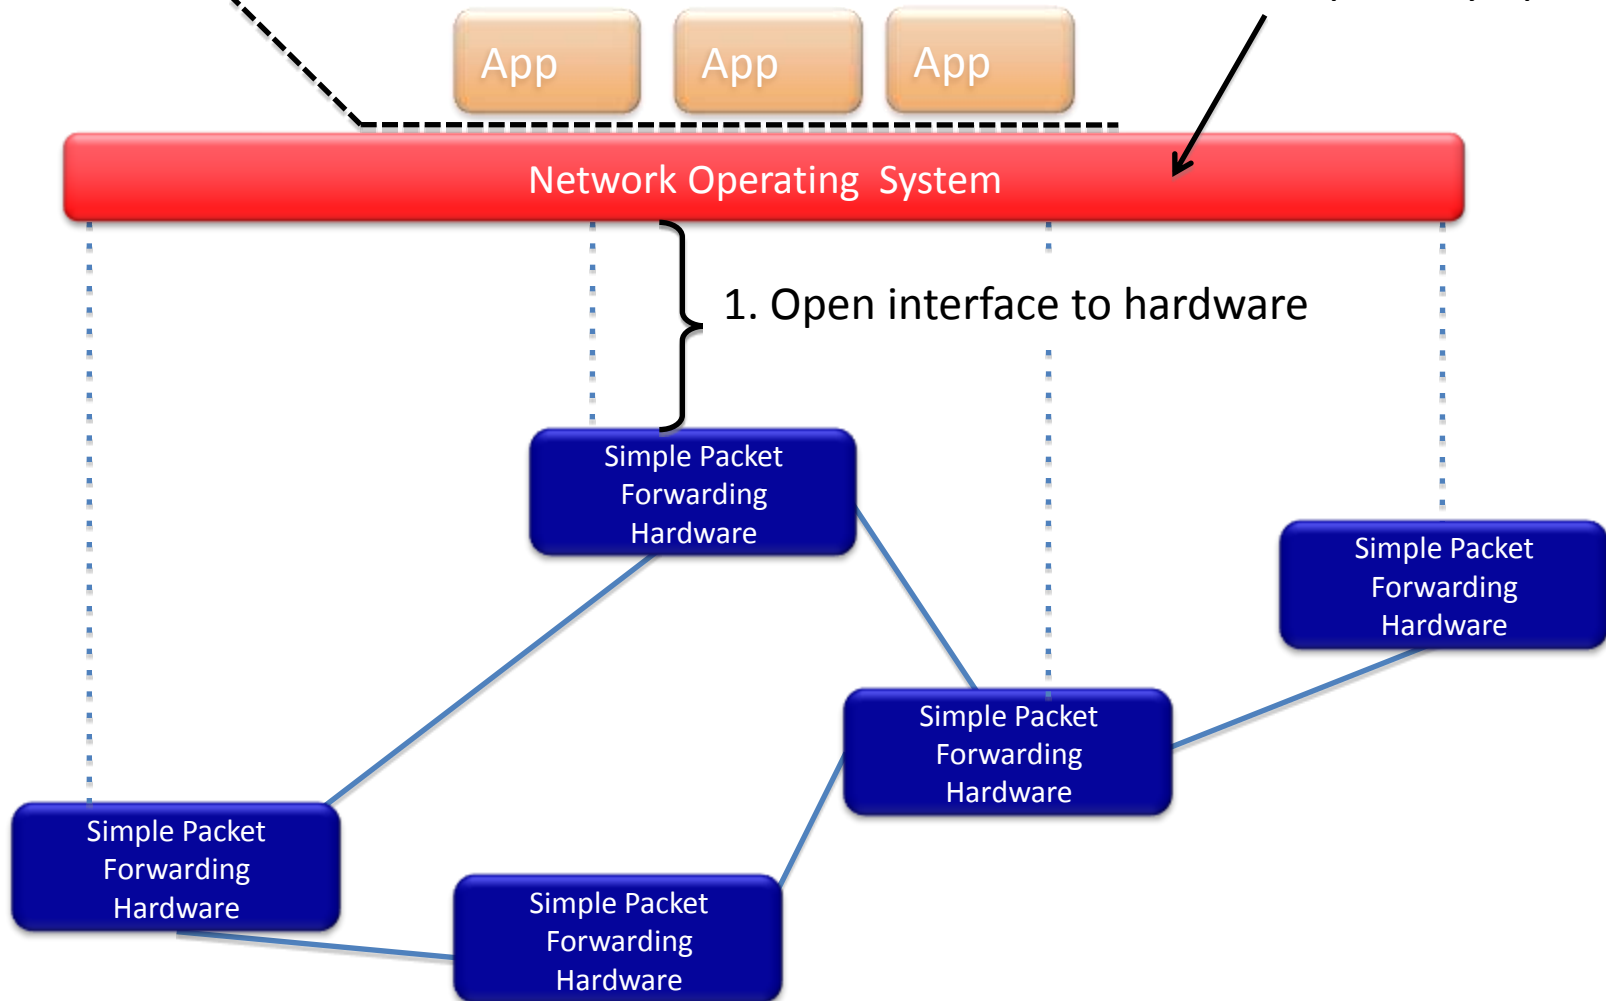 App
App
App
Network Operating  System
1. Open interface to hardware
Simple Packet
Forwarding
Hardware
Simple Packet
Forwarding
Hardware
Simple Packet
Forwarding
Hardware
Simple Packet
Forwarding
Hardware
Simple Packet
Forwarding
Hardware